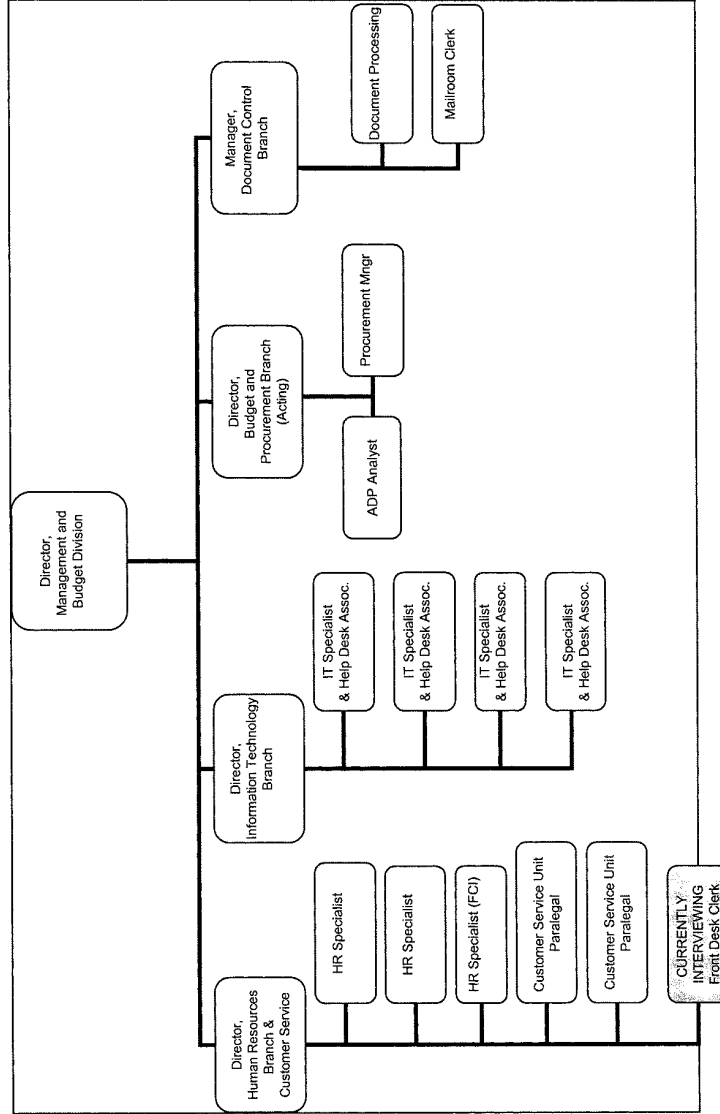 Director,
Management and
Budget Division
Director,
Human Resources
Branch &
Customer Service
HR Specialist
HR Specialist
HR Specialist (FCI)
Customer Service Unit
Paralegal
Customer Service Unit
Paralegal
CURRENTLY
INTERVIEWING
Front Desk Clerk
Director,
Information Technology
Branch
IT Specialist
& Help Desk Assoc.
IT Specialist
& Help Desk Assoc.
IT Specialist
& Help Desk Assoc.
IT Specialist
& Help Desk Assoc.
Director,
Budget and
Procurement Branch
(Acting)
ADP Analyst
Procurement Mngr
Manager,
Document Control
Branch
Document Processing
Mailroom Clerk